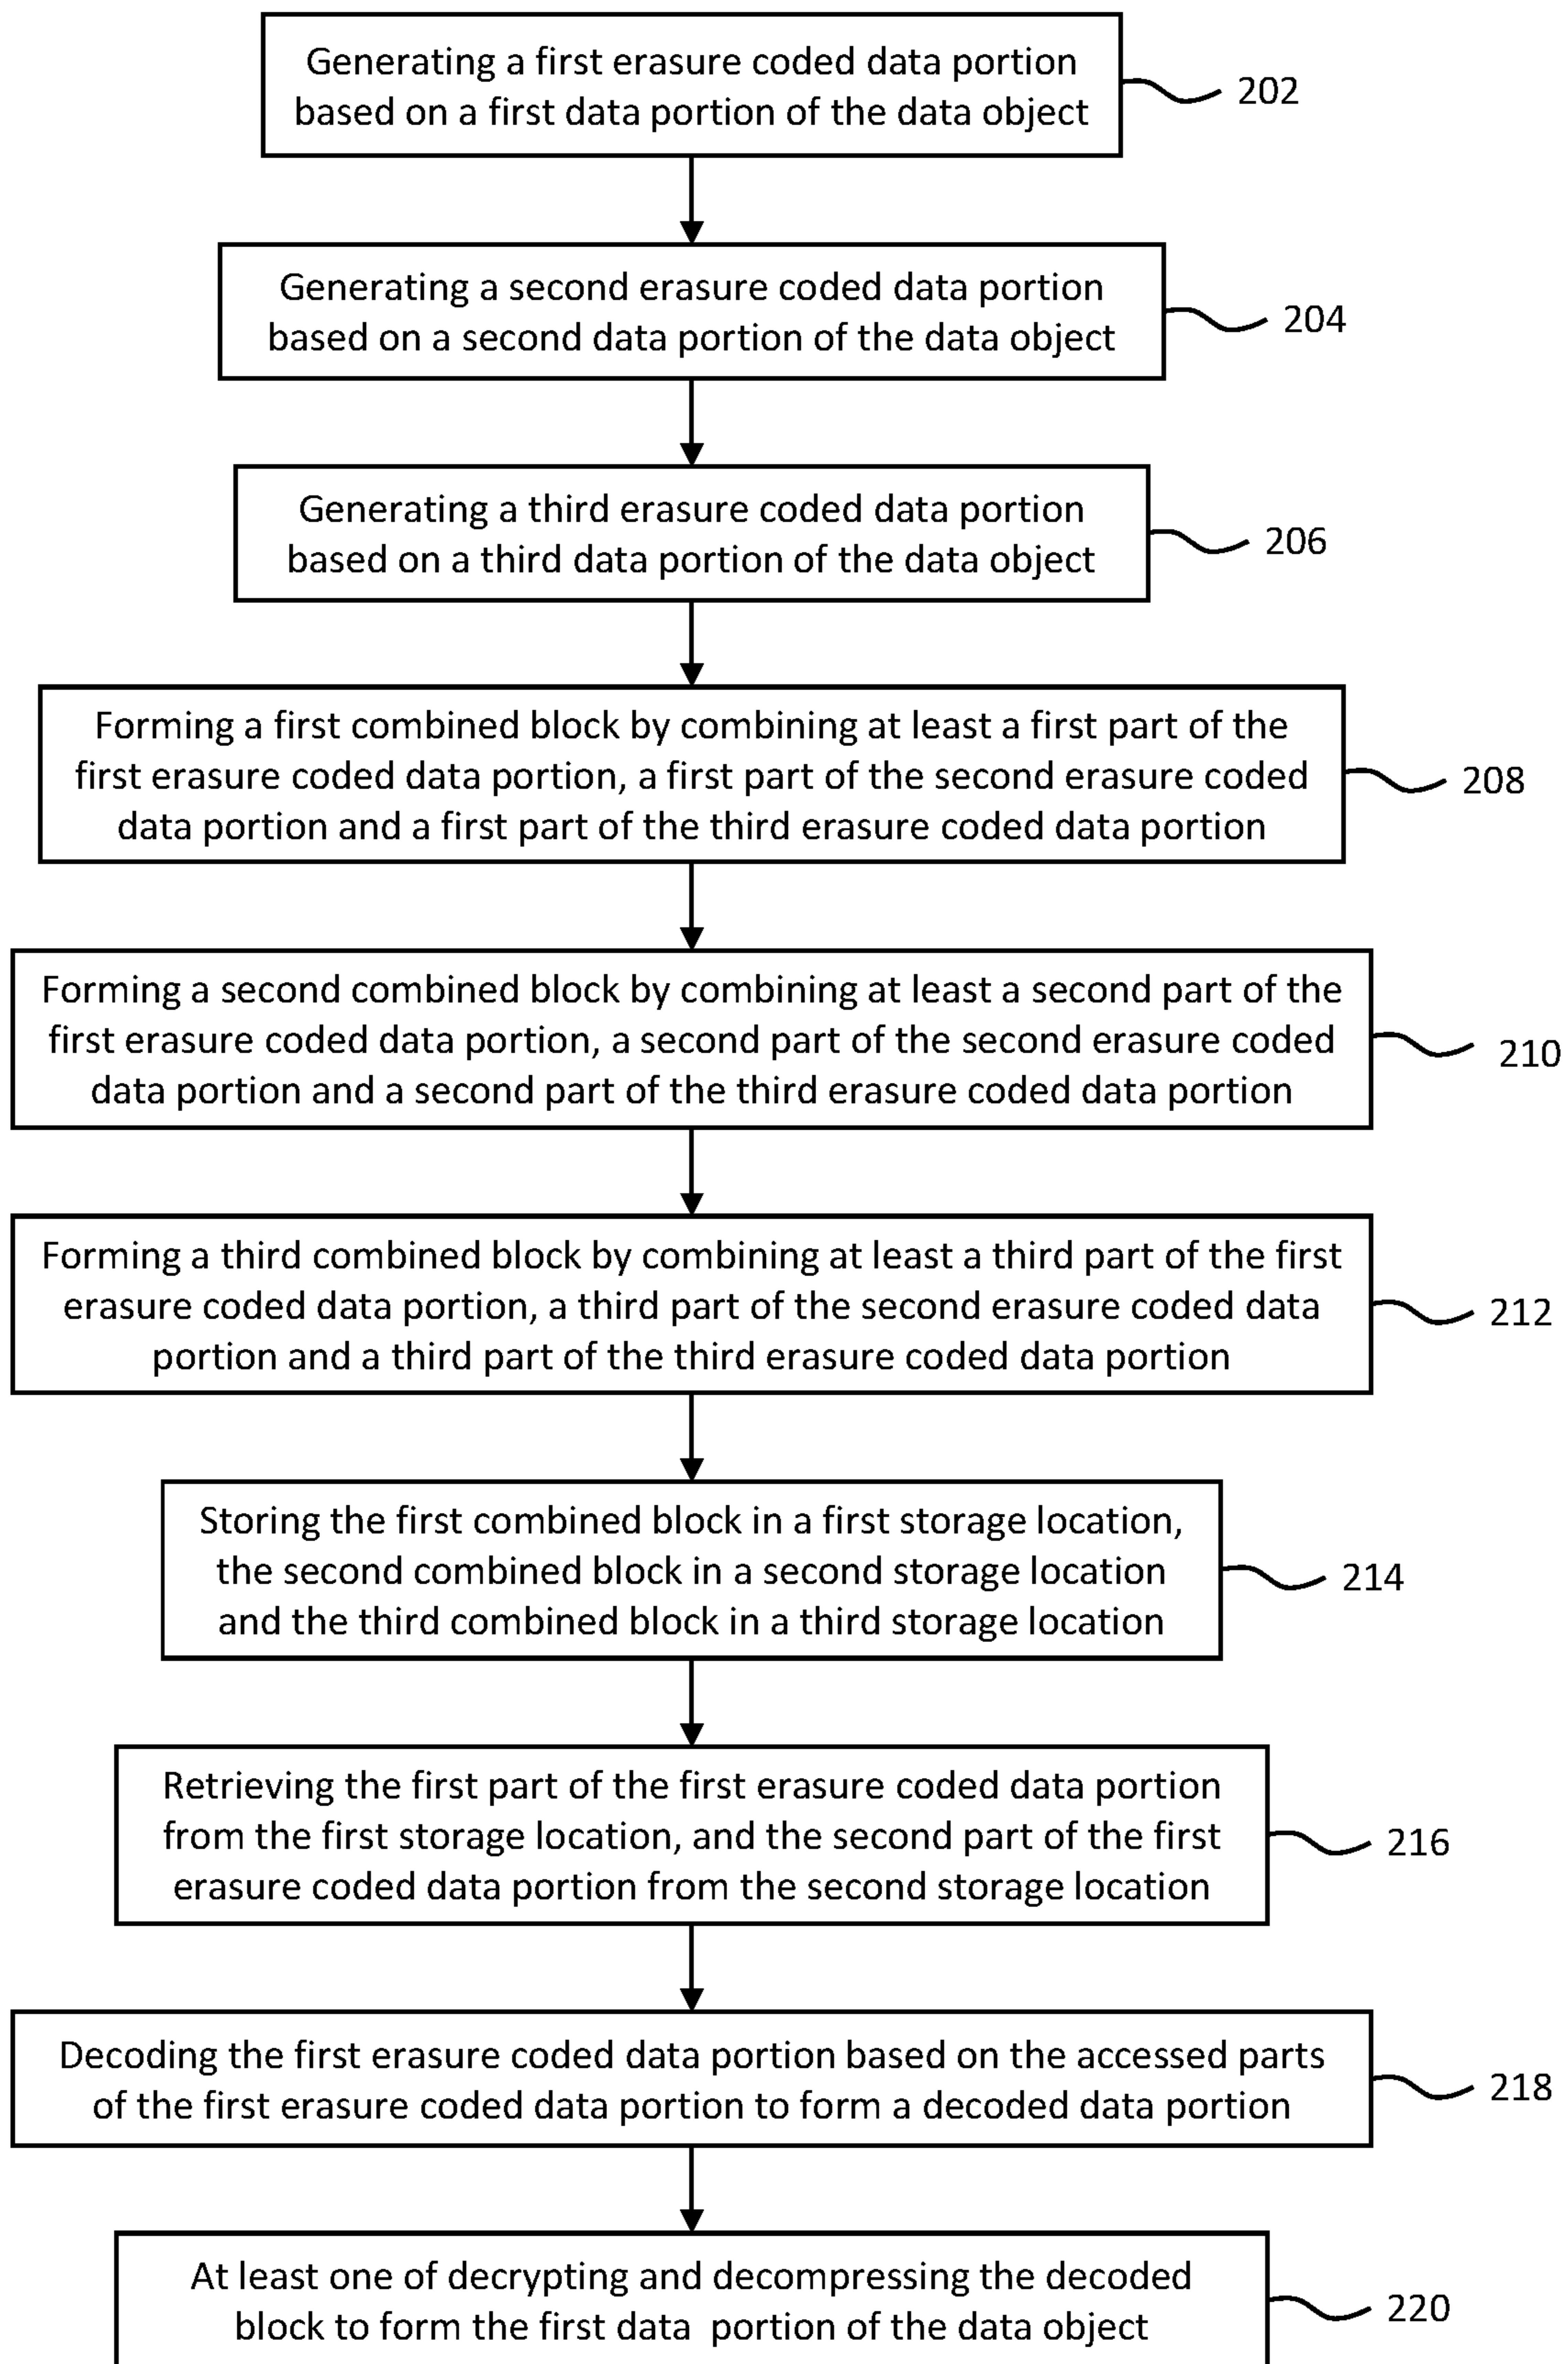 Generating a first erasure coded data portion
based on a first data portion of the data object
202
Generating a second erasure coded data portion
based on a second data portion of the data object
204
Generating a third erasure coded data portion
based on a third data portion of the data object
206
Forming a first combined block by combining at least a first part of the
first erasure coded data portion, a first part of the second erasure coded
data portion and a first part of the third erasure coded data portion
208
Forming a second combined block by combining at least a second part of the
first erasure coded data portion, a second part of the second erasure coded
data portion and a second part of the third erasure coded data portion
210
Forming a third combined block by combining at least a third part of the first
erasure coded data portion, a third part of the second erasure coded data
portion and a third part of the third erasure coded data portion
212
Storing the first combined block in a first storage location,
the second combined block in a second storage location
and the third combined block in a third storage location
214
Retrieving the first part of the first erasure coded data portion
from the first storage location, and the second part of the first
erasure coded data portion from the second storage location
216
Decoding the first erasure coded data portion based on the accessed parts
of the first erasure coded data portion to form a decoded data portion
218
At least one of decrypting and decompressing the decoded
block to form the first data portion of the data object
220